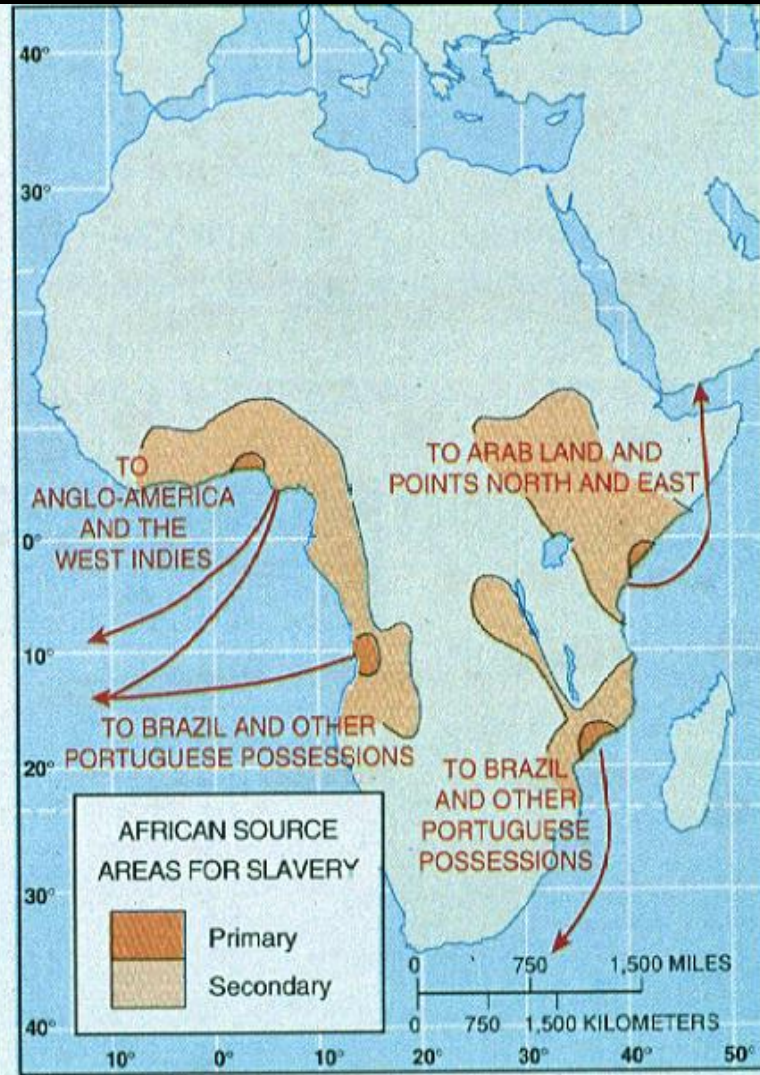 40°
30°
TO
ANGLO-AMERICA
AND THE
WEST INDIES
TO ARAB LAND AND
POINTS NORTH AND EAST
0°
10°
TO BRAZIL AND OTHER
PORTUGUESE POSSESSIONS
TO BRAZIL
AND OTHER
PORTUGUESE
POSSESSIONS
20°
AFRICAN SOURCE
AREAS FOR SLAVERY
Primary
Secondary
30°
0 750 1,500 MILES
0 750 1,500 KILOMETERS
40°
10° 0° 10° 20° 30° 40° 50°